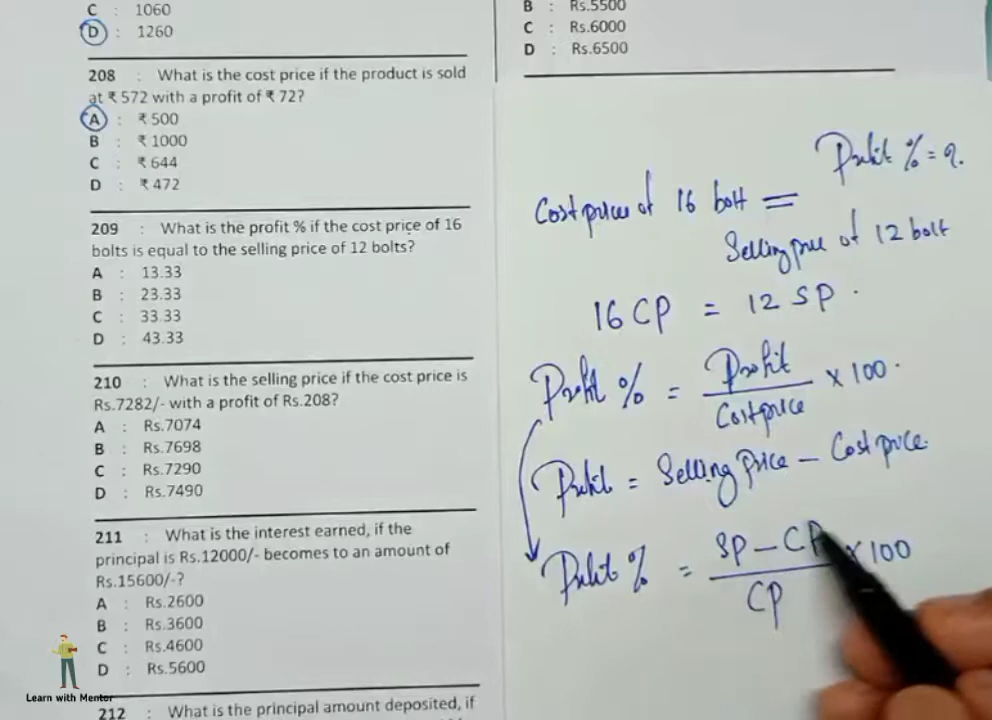 C : 1060
D : 1260
208 : What is the cost price if the product is sold
at ₹ 572 with a profit of ₹ 72?
A : ₹ 500
B : ₹ 1000
C : ₹ 644
D : ₹ 472
209 : What is the profit % if the cost price of 16
bolts is equal to the selling price of 12 bolts?
A : 13.33
B : 23.33
C : 33.33
D : 43.33
210 : What is the selling price if the cost price is
Rs.7282/- with a profit of Rs.208?
A : Rs.7074
B : Rs.7698
C : Rs.7290
D : Rs.7490
211 : What is the interest earned, if the
principal is Rs.12000/- becomes to an amount of
Rs.15600/-?
A : Rs.2600
B : Rs.3600
C : Rs.4600
D : Rs.5600
212 : What is the principal amount deposited, if
Learn with Mentor
B : Rs.5500
C : Rs.6000
D : Rs.6500
Profit % = ?
Cost price of 16 bolt =
Selling price of 12 bolt
16 CP = 12 SP .
Profit % = Profit / Cost price × 100 .
Profit = Selling Price – Cost price.
Profit % = SP – CP / CP × 100